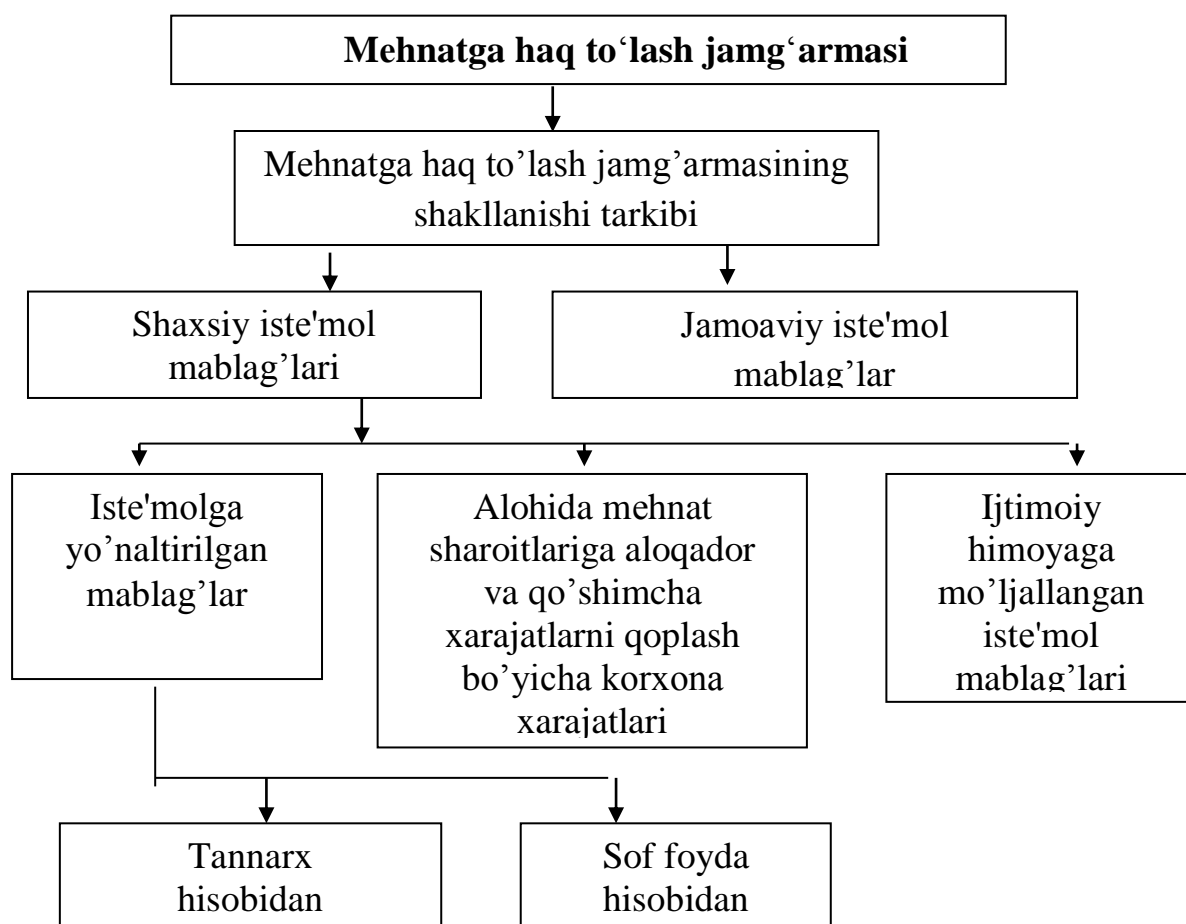 Mehnatga haq to‘lash jamg‘armasi
Mehnatga haq to’lash jamg’armasining
shakllanishi tarkibi
Shaxsiy iste'mol
mablag’lari
Jamoaviy iste'mol
mablag’lar
Iste'molga
yo’naltirilgan
mablag’lar
Alohida mehnat
sharoitlariga aloqador
va qo’shimcha
xarajatlarni qoplash
bo’yicha korxona
xarajatlari
Ijtimoiy
himoyaga
mo’ljallangan
iste'mol
mablag’lari
Tannarx
hisobidan
Sof foyda
hisobidan